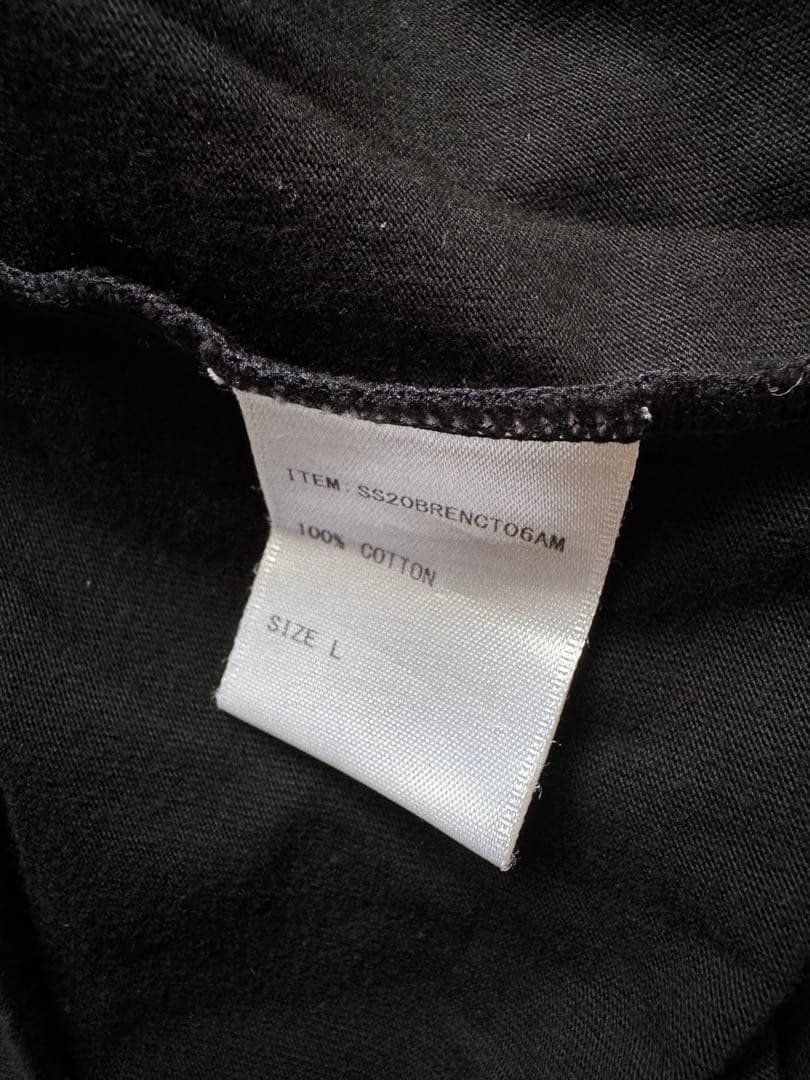 ITEM: SS20BRENCT06AM
100% COTTON
SIZE L